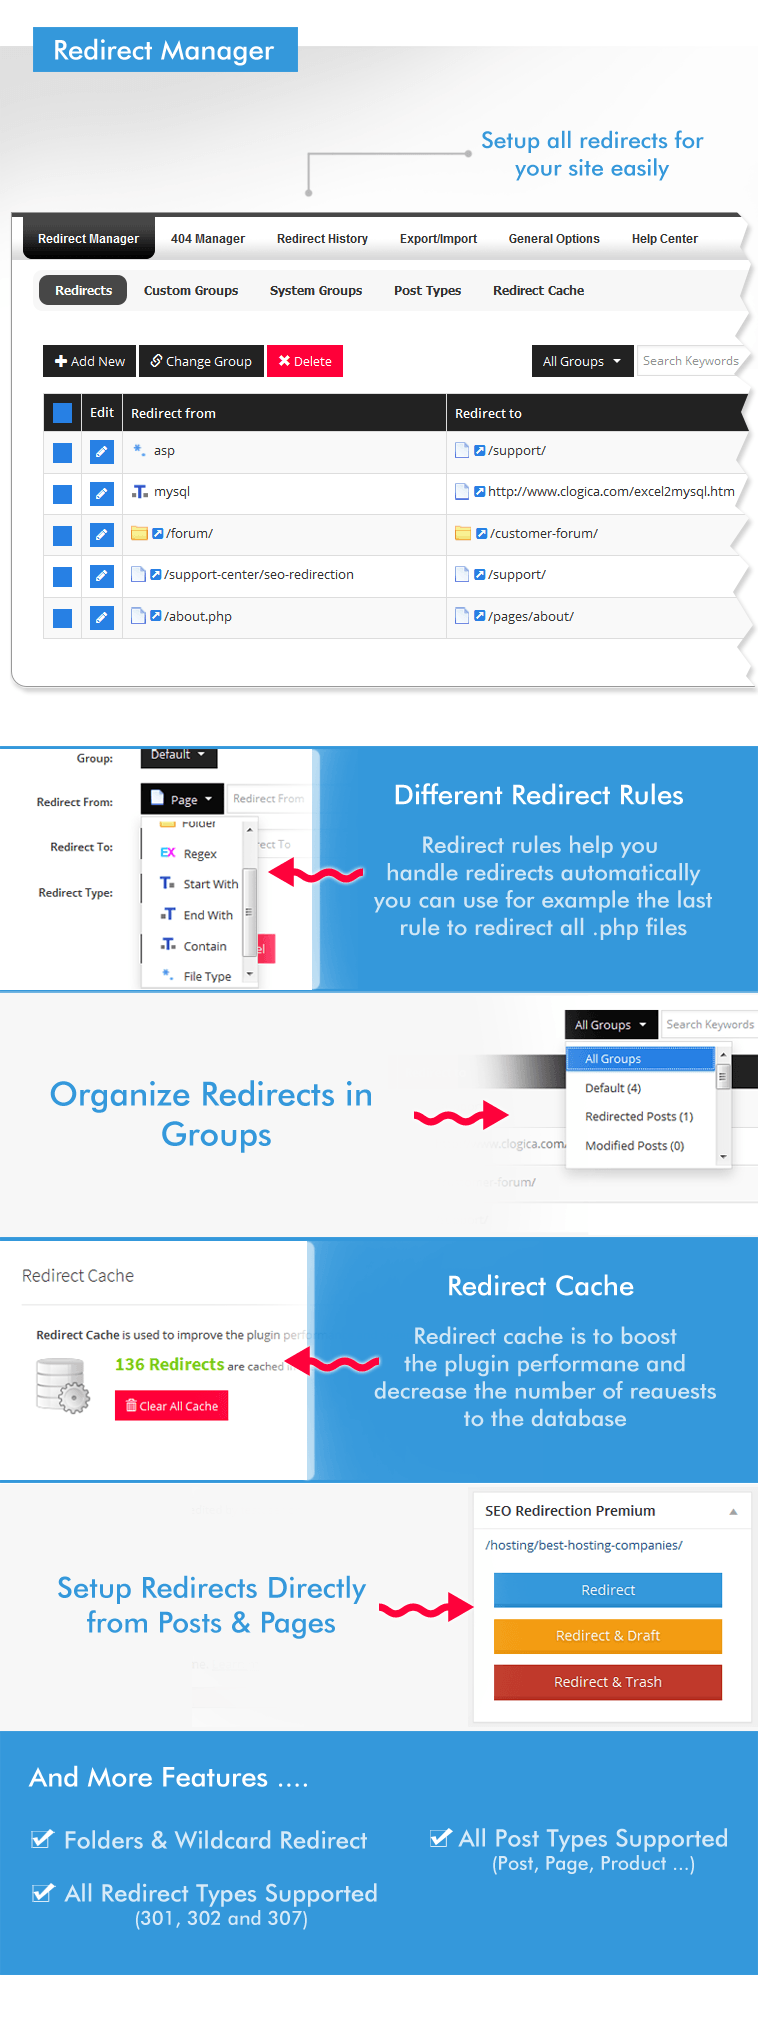 Redirect Manager
Setup all redirects for
your site easily
Redirect Manager 404 Manager Redirect History Export/Import General Options Help Center
Redirects Custom Groups System Groups Post Types Redirect Cache
Add New Change Group Delete All Groups Search Keywords
Edit Redirect from Redirect to
asp /support/
mysql http://www.clogica.com/excel2mysql.htm
/forum/ /customer-forum/
/support-center/seo-redirection /support/
/about.php /pages/about/
Group: Default
Redirect From: Page Redirect From
Folder
Redirect To: ect To
Regex
Redirect Type: Start With
End With
Contain el
File Type
Different Redirect Rules
Redirect rules help you
handle redirects automatically
you can use for example the last
rule to redirect all .php files
Organize Redirects in
Groups
All Groups Search Keywords
All Groups
Default (4)
Redirected Posts (1)
Modified Posts (0)
w.clogica.com/
er-forum/
Redirect Cache
Redirect Cache is used to improve the plugin perfor
136 Redirects are cached i
Clear All Cache
Redirect Cache
Redirect cache is to boost
the plugin performane and
decrease the number of reauests
to the database
Setup Redirects Directly
from Posts & Pages
SEO Redirection Premium
/hosting/best-hosting-companies/
Redirect
Redirect & Draft
Redirect & Trash
And More Features ....
Folders & Wildcard Redirect
All Redirect Types Supported
(301, 302 and 307)
All Post Types Supported
(Post, Page, Product ...)